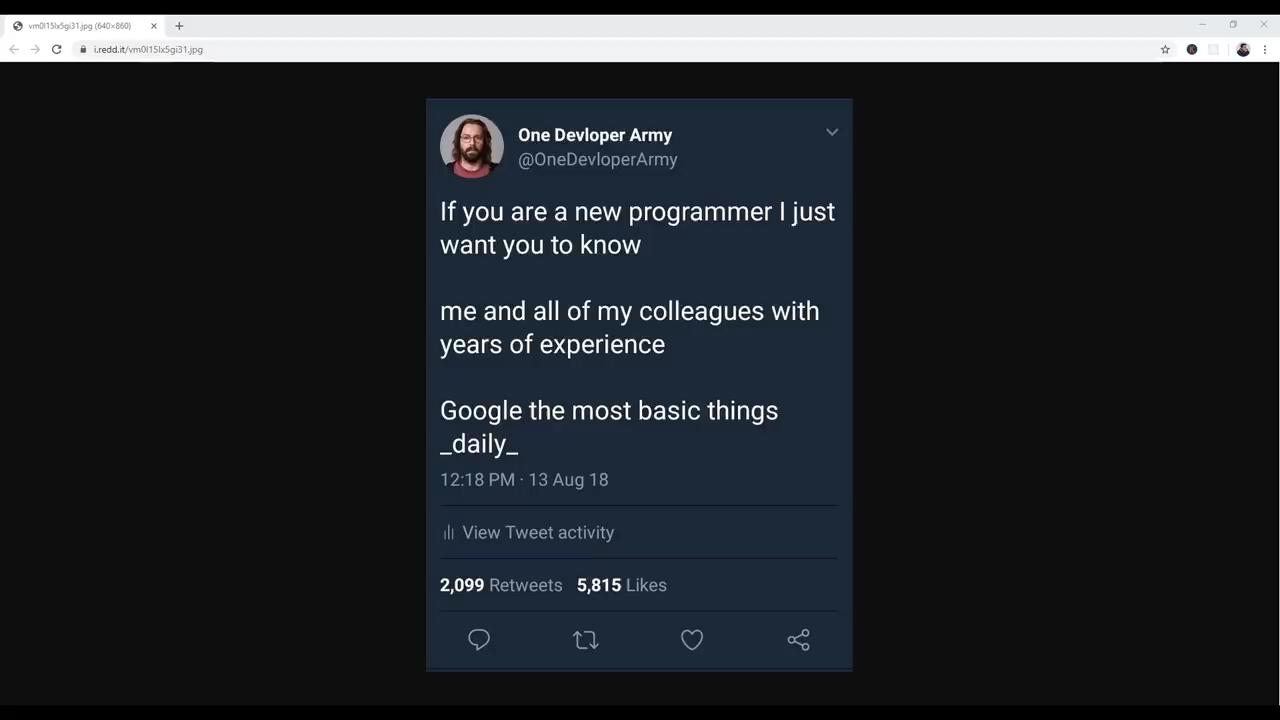 vm0l15lx5gi31.jpg (640×860)
i.redd.it/vm0l15lx5gi31.jpg
One Devloper Army
@OneDevloperArmy
If you are a new programmer I just
want you to know
me and all of my colleagues with
years of experience
Google the most basic things
_daily_
12:18 PM · 13 Aug 18
View Tweet activity
2,099 Retweets 5,815 Likes